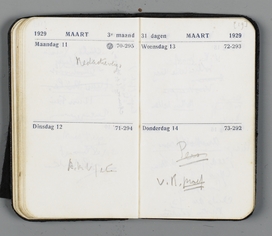 1929 MAART 3e maand
Maandag 11 70-295
Dinsdag 12 71-294
31 dagen MAART 1929
Woensdag 13 72-293
Donderdag 14 73-292
v.R.